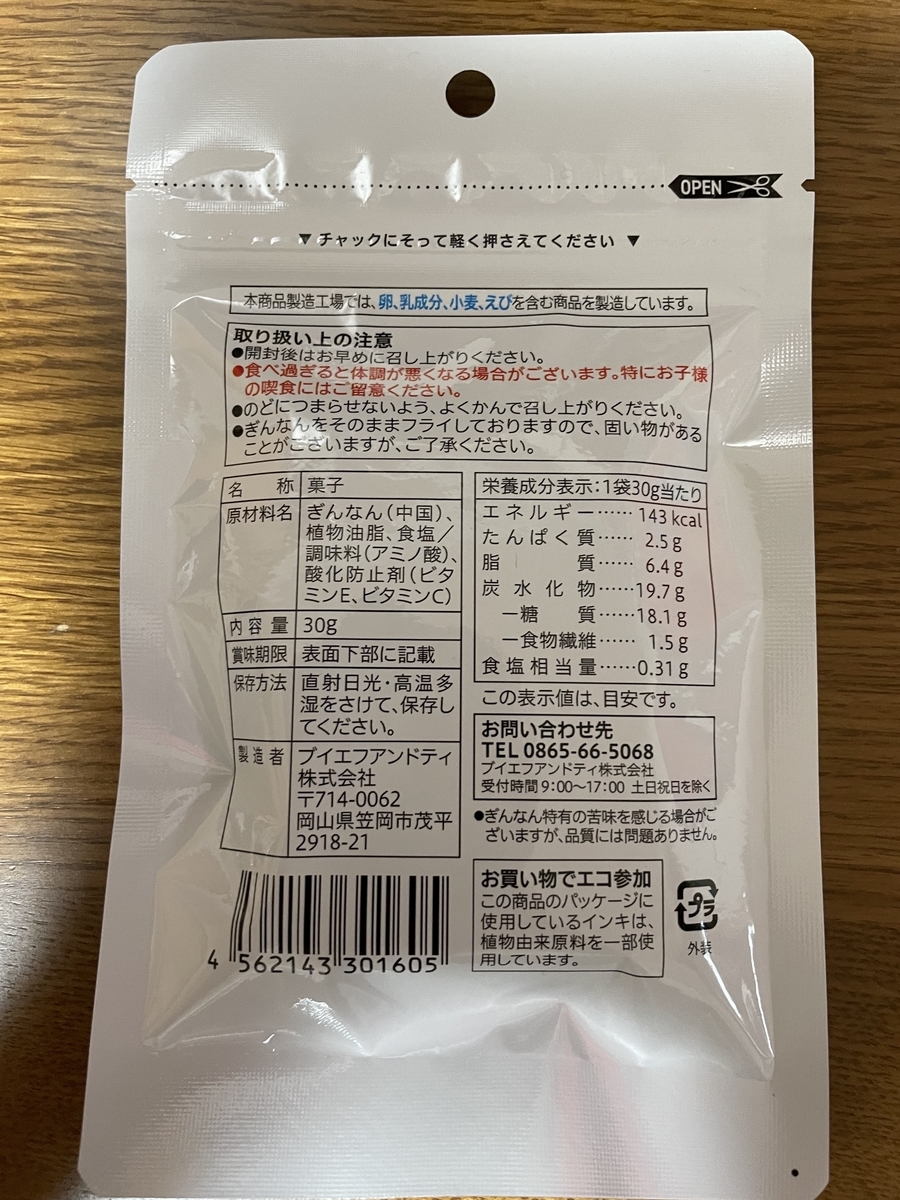 OPEN
▼ チャックにそって軽く押さえてください ▼
本商品製造工場では、卵、乳成分、小麦、えびを含む商品を製造しています。
取り扱い上の注意
●開封後はお早めに召し上がりください。
●食べ過ぎると体調が悪くなる場合がございます。特にお子様
の喫食にはご留意ください。
●のどにつまらせないよう、よくかんで召し上がりください。
●ぎんなんをそのままフライしておりますので、固い物がある
ことがございますが、ご了承ください。
名称 菓子
原材料名 ぎんなん(中国)、
植物油脂、食塩/
調味料(アミノ酸)、
酸化防止剤(ビタ
ミンE、ビタミンC)
内容量 30g
賞味期限 表面下部に記載
保存方法 直射日光・高温多
湿をさけて、保存し
てください。
製造者 ブイエフアンドティ
株式会社
〒714-0062
岡山県笠岡市茂平
2918-21
4 562143 301605
栄養成分表示:1袋30g当たり
エネルギー……143kcal
たんぱく質……2.5g
脂質……6.4g
炭水化物……19.7g
―糖質……18.1g
―食物繊維……1.5g
食塩相当量……0.31g
この表示値は、目安です。
お問い合わせ先
TEL 0865-66-5068
ブイエフアンドティ株式会社
受付時間 9:00~17:00 土日祝日を除く
●ぎんなん特有の苦味を感じる場合がご
ざいますが、品質には問題ありません。
お買い物でエコ参加
この商品のパッケージに
使用しているインキは、
植物由来原料を一部使
用しています。
プラ
外装